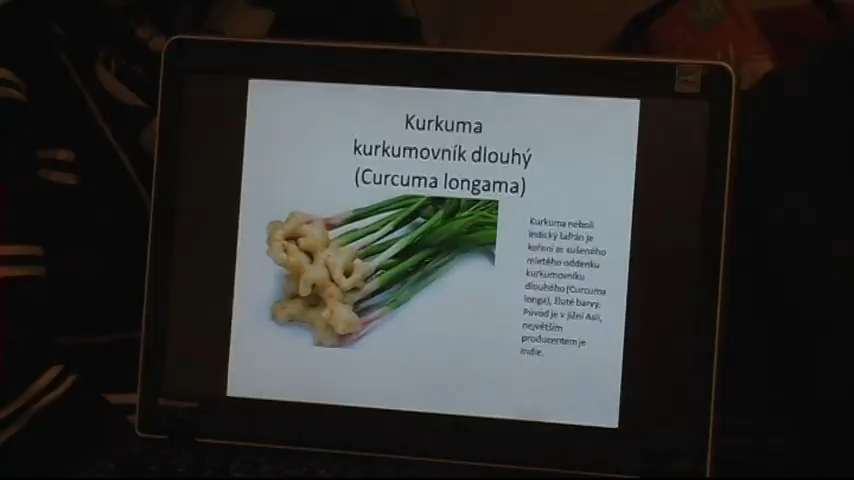 Kurkuma
kurkumovník dlouhý
(Curcuma longama)
Kurkuma neboli
indický šafrán je
koření ze sušeného
mletého oddenku
kurkumovníku
dlouhého (Curcuma
longa), žluté barvy.
Původ je v jižní Asii,
největším
producentem je
Indie.